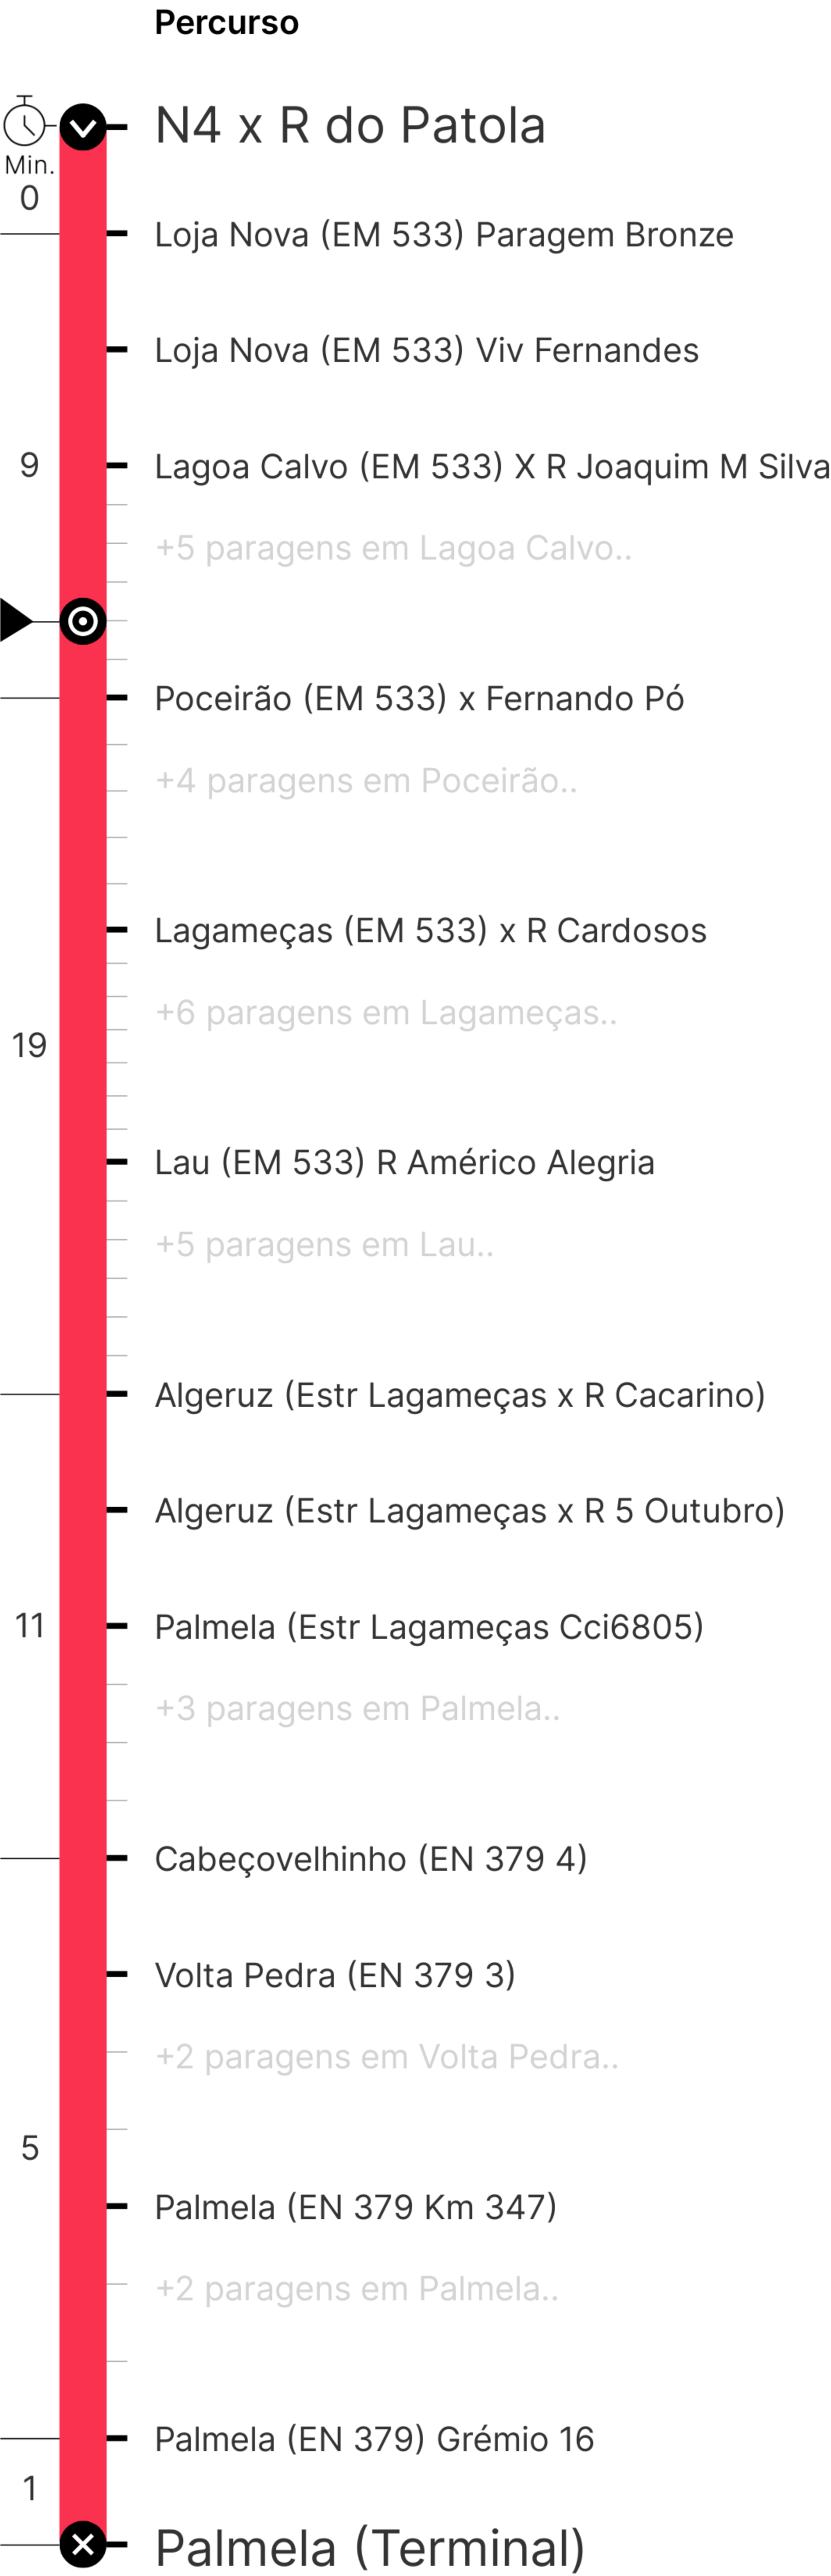 Percurso
N4 x R do Patola
Min.
0
Loja Nova (EM 533) Paragem Bronze
Loja Nova (EM 533) Viv Fernandes
9
Lagoa Calvo (EM 533) X R Joaquim M Silva
+5 paragens em Lagoa Calvo..
Poceirão (EM 533) x Fernando Pó
+4 paragens em Poceirão..
Lagameças (EM 533) x R Cardosos
+6 paragens em Lagameças..
19
Lau (EM 533) R Américo Alegria
+5 paragens em Lau..
Algeruz (Estr Lagameças x R Cacarino)
Algeruz (Estr Lagameças x R 5 Outubro)
11
Palmela (Estr Lagameças Cci6805)
+3 paragens em Palmela..
Cabeçovelhinho (EN 379 4)
Volta Pedra (EN 379 3)
+2 paragens em Volta Pedra..
5
Palmela (EN 379 Km 347)
+2 paragens em Palmela..
Palmela (EN 379) Grémio 16
1
Palmela (Terminal)